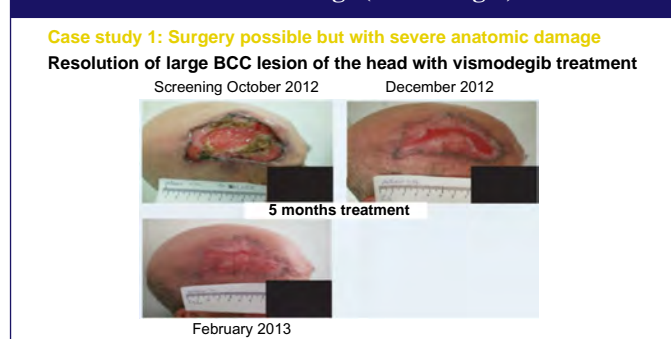 Case study 1: Surgery possible but with severe anatomic damage
Resolution of large BCC lesion of the head with vismodegib treatment
Screening October 2012
December 2012
5 months treatment
February 2013